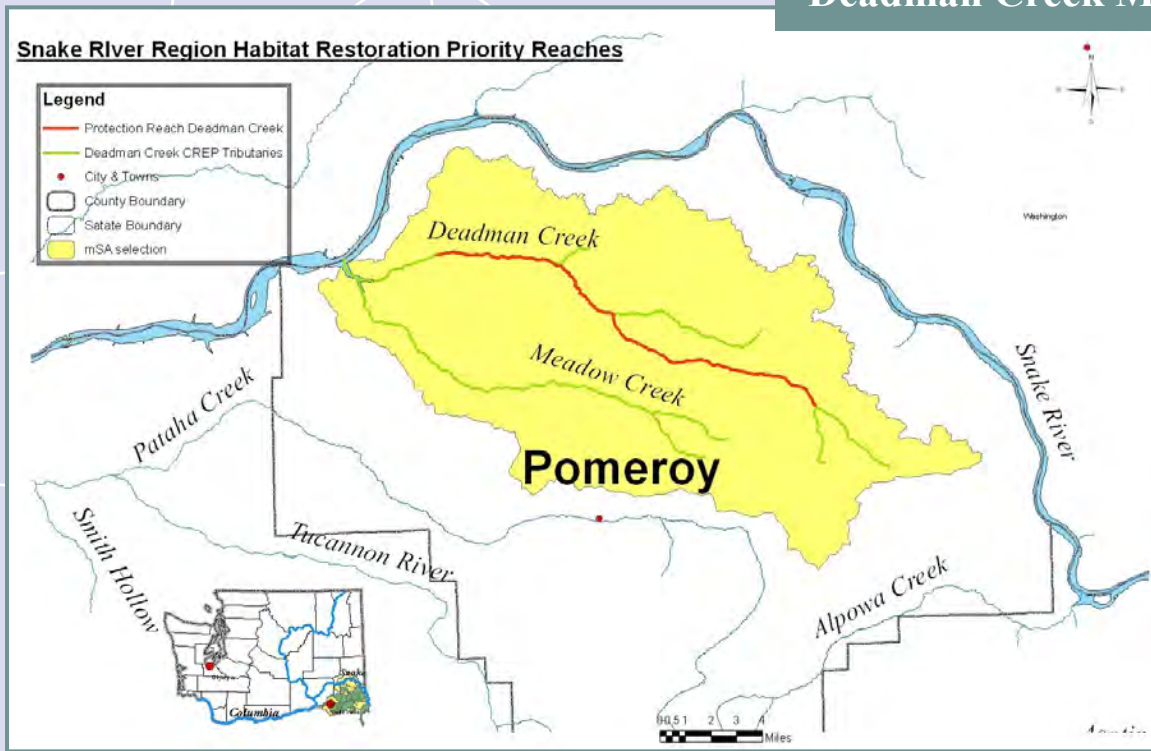 Deadman Creek M
Snake RIver Region Habitat Restoration Priority Reaches
Legend
Protection Reach Deadman Creek
Deadman Creek CREP Tributaries
City & Towns
County Boundary
Satate Boundary
mSA selection
N
Washington
Deadman Creek
Meadow Creek
Snake River
Pataha Creek
Pomeroy
Smith Hollow
Tucannon River
Alpowa Creek
Snake
Columbia
0 0.5 1 2 3 4
Miles